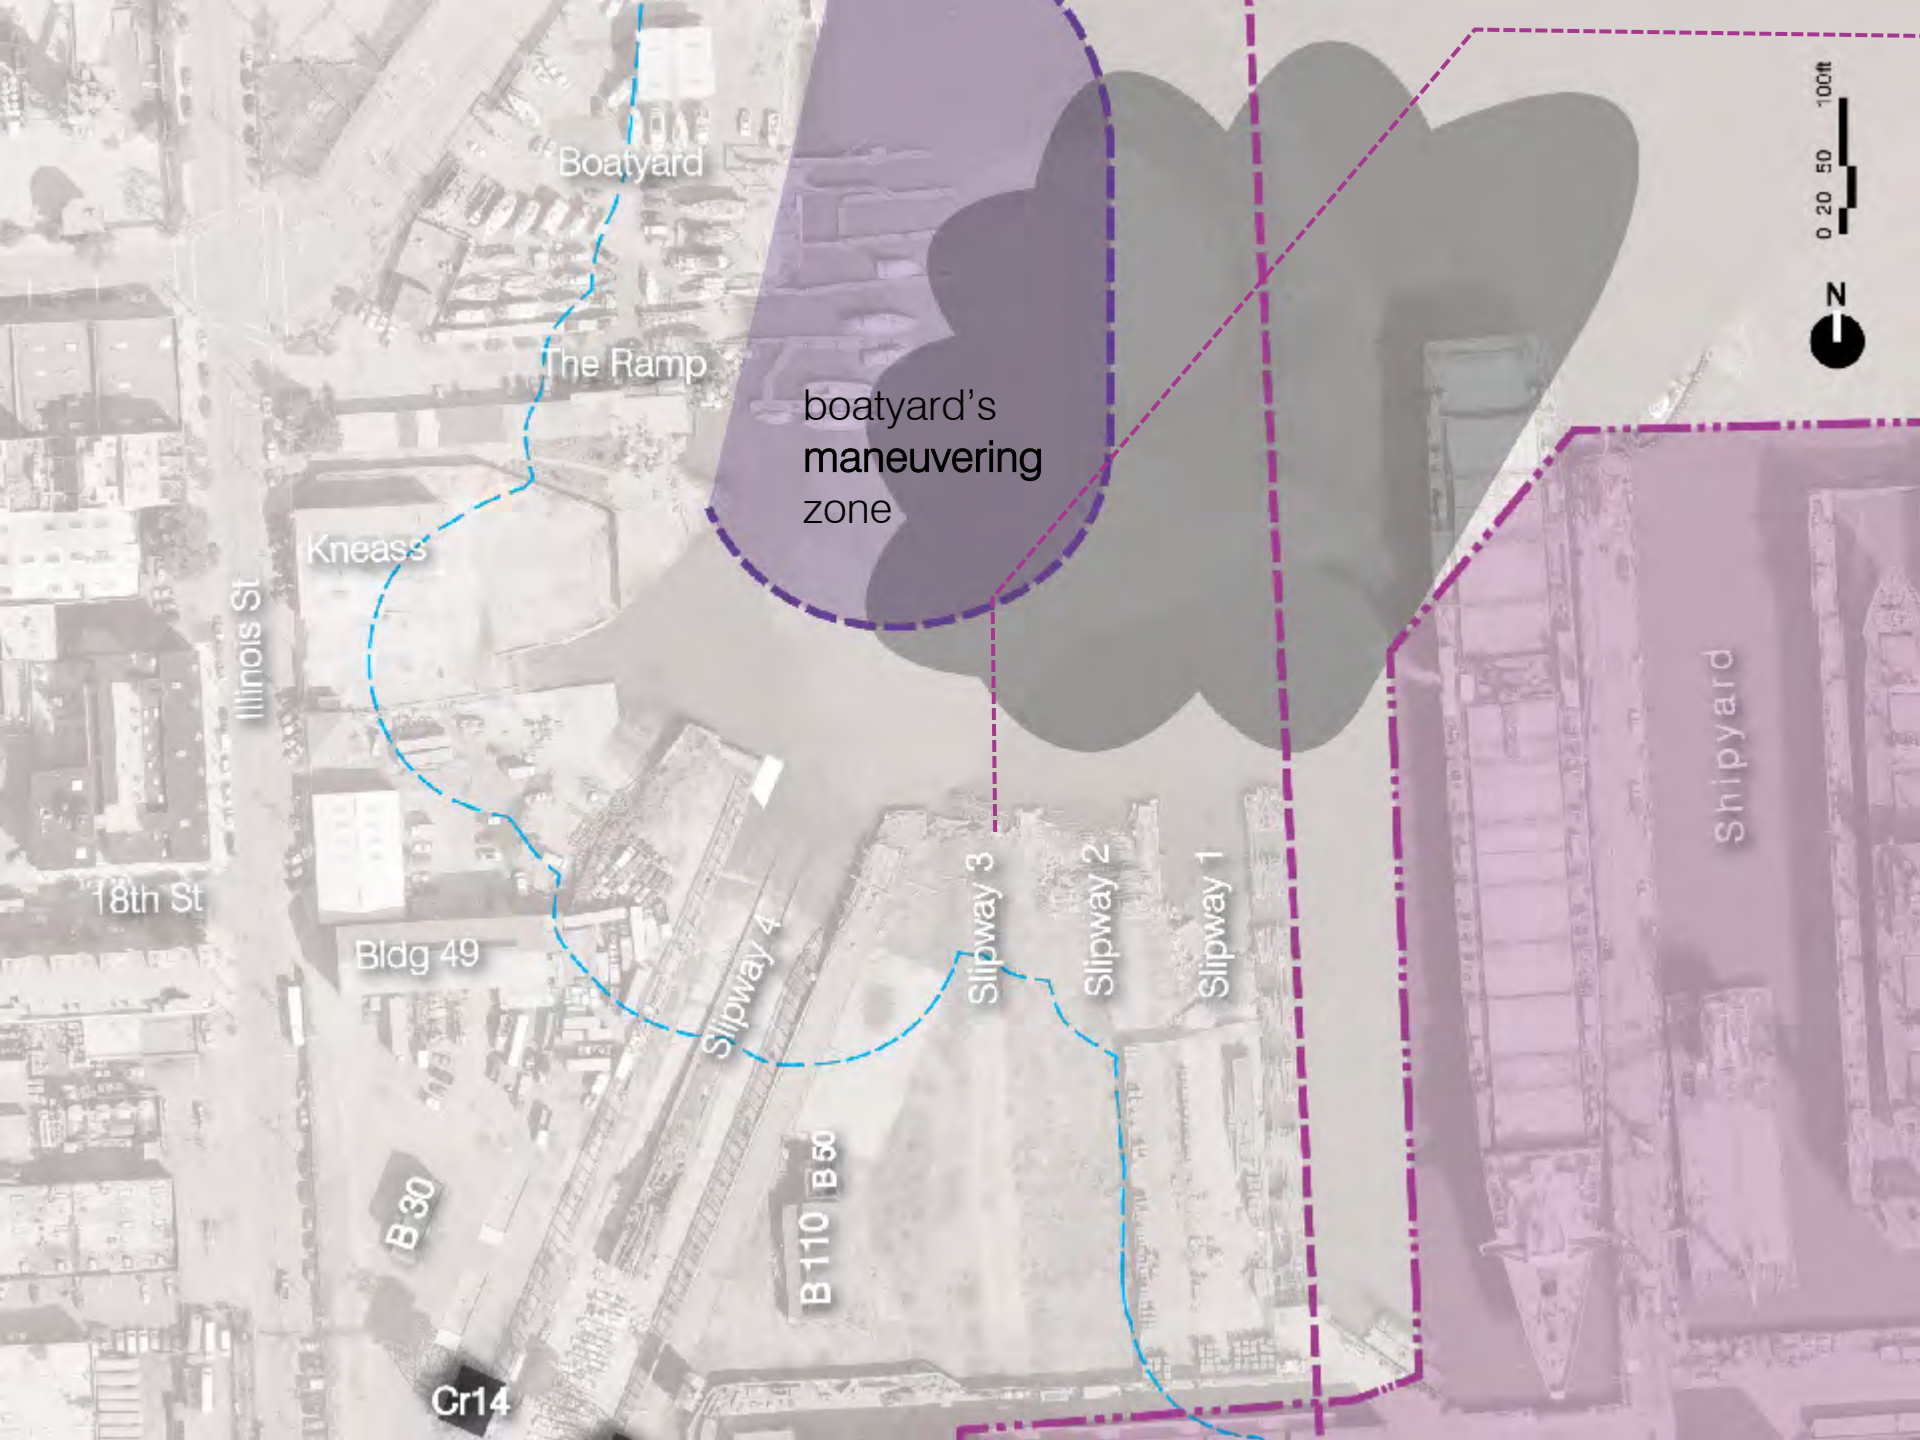 Boatyard
The Ramp
boatyard's
maneuvering
zone
Kneass
Illinois St
18th St
Bldg 49
Slipway 4
Slipway 3
Slipway 2
Slipway 1
Shipyard
B 30
B 110
B 50
Cr14
0 20 50 100ft
N